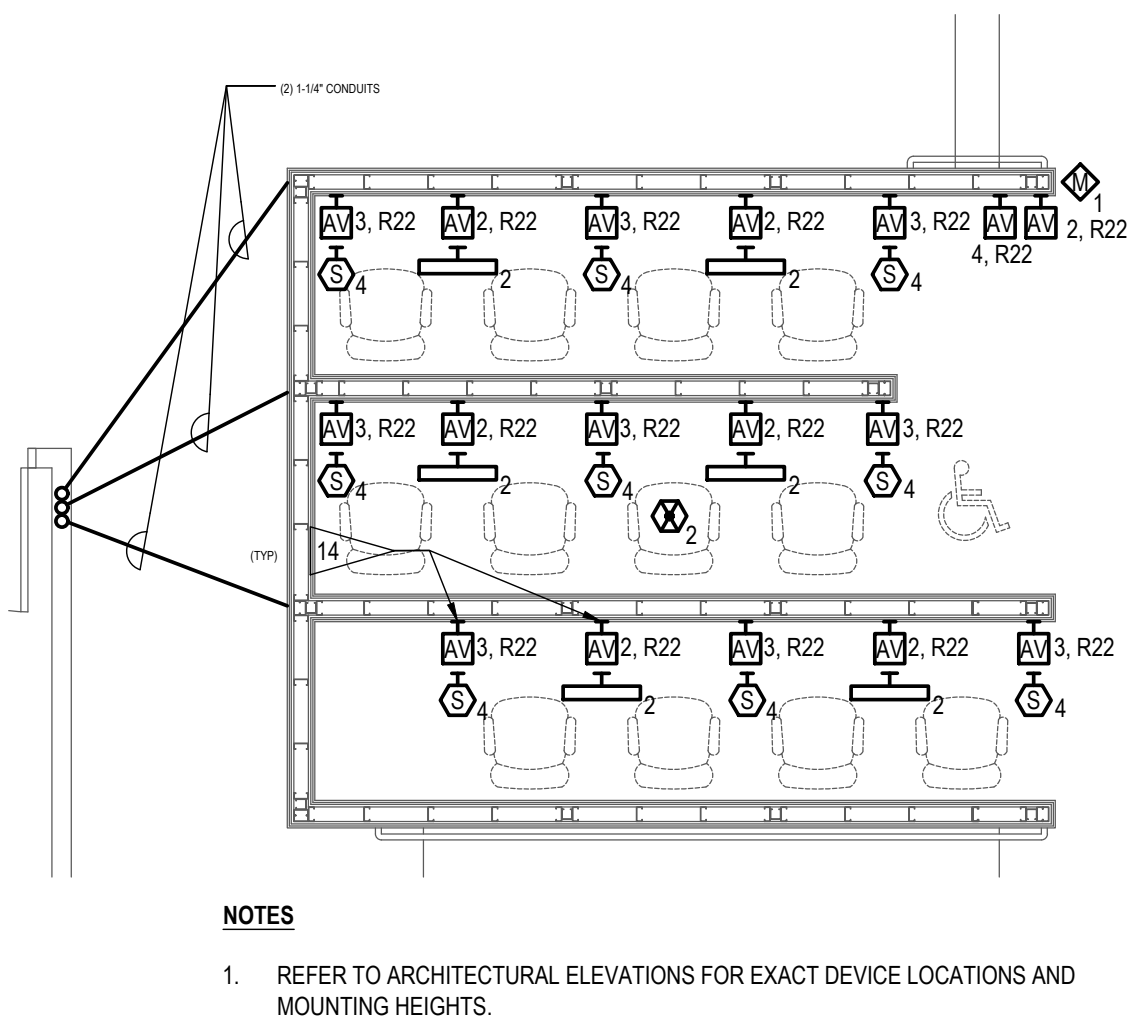 (2) 1-1/4" CONDUITS
M
1
AV 3, R22 AV 2, R22 AV 3, R22 AV 2, R22 AV 3, R22 AV AV
4, R22 2, R22
S 4 2 S 4 2 S 4
AV 3, R22 AV 2, R22 AV 3, R22 AV 2, R22 AV 3, R22
S 4 2 S 4 2 S 4
2
(TYP) 14
AV 3, R22 AV 2, R22 AV 3, R22 AV 2, R22 AV 3, R22
S 4 2 S 4 2 S 4
NOTES
1. REFER TO ARCHITECTURAL ELEVATIONS FOR EXACT DEVICE LOCATIONS AND
MOUNTING HEIGHTS.